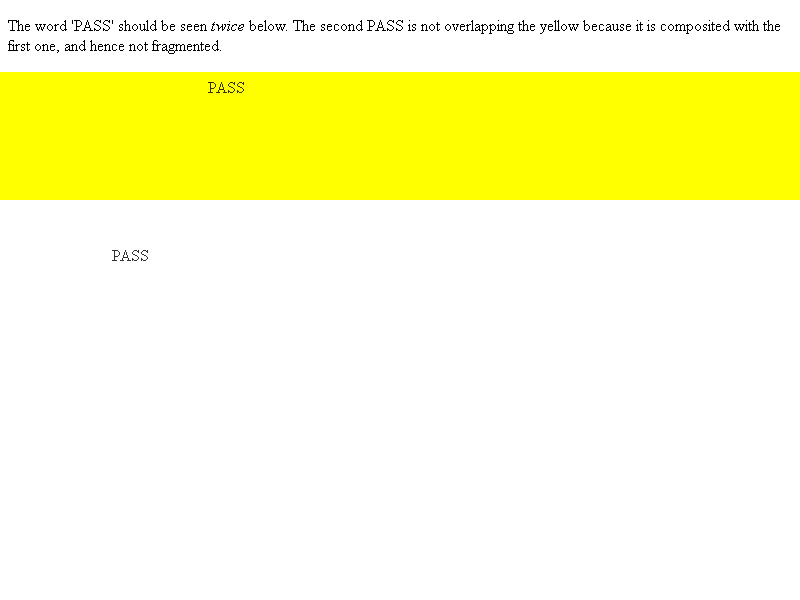 The word 'PASS' should be seen twice below. The second PASS is not overlapping the yellow because it is composited with the
first one, and hence not fragmented.
PASS
PASS